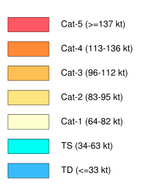 Cat-5 (>=137 kt)
Cat-4 (113-136 kt)
Cat-3 (96-112 kt)
Cat-2 (83-95 kt)
Cat-1 (64-82 kt)
TS (34-63 kt)
TD (<=33 kt)